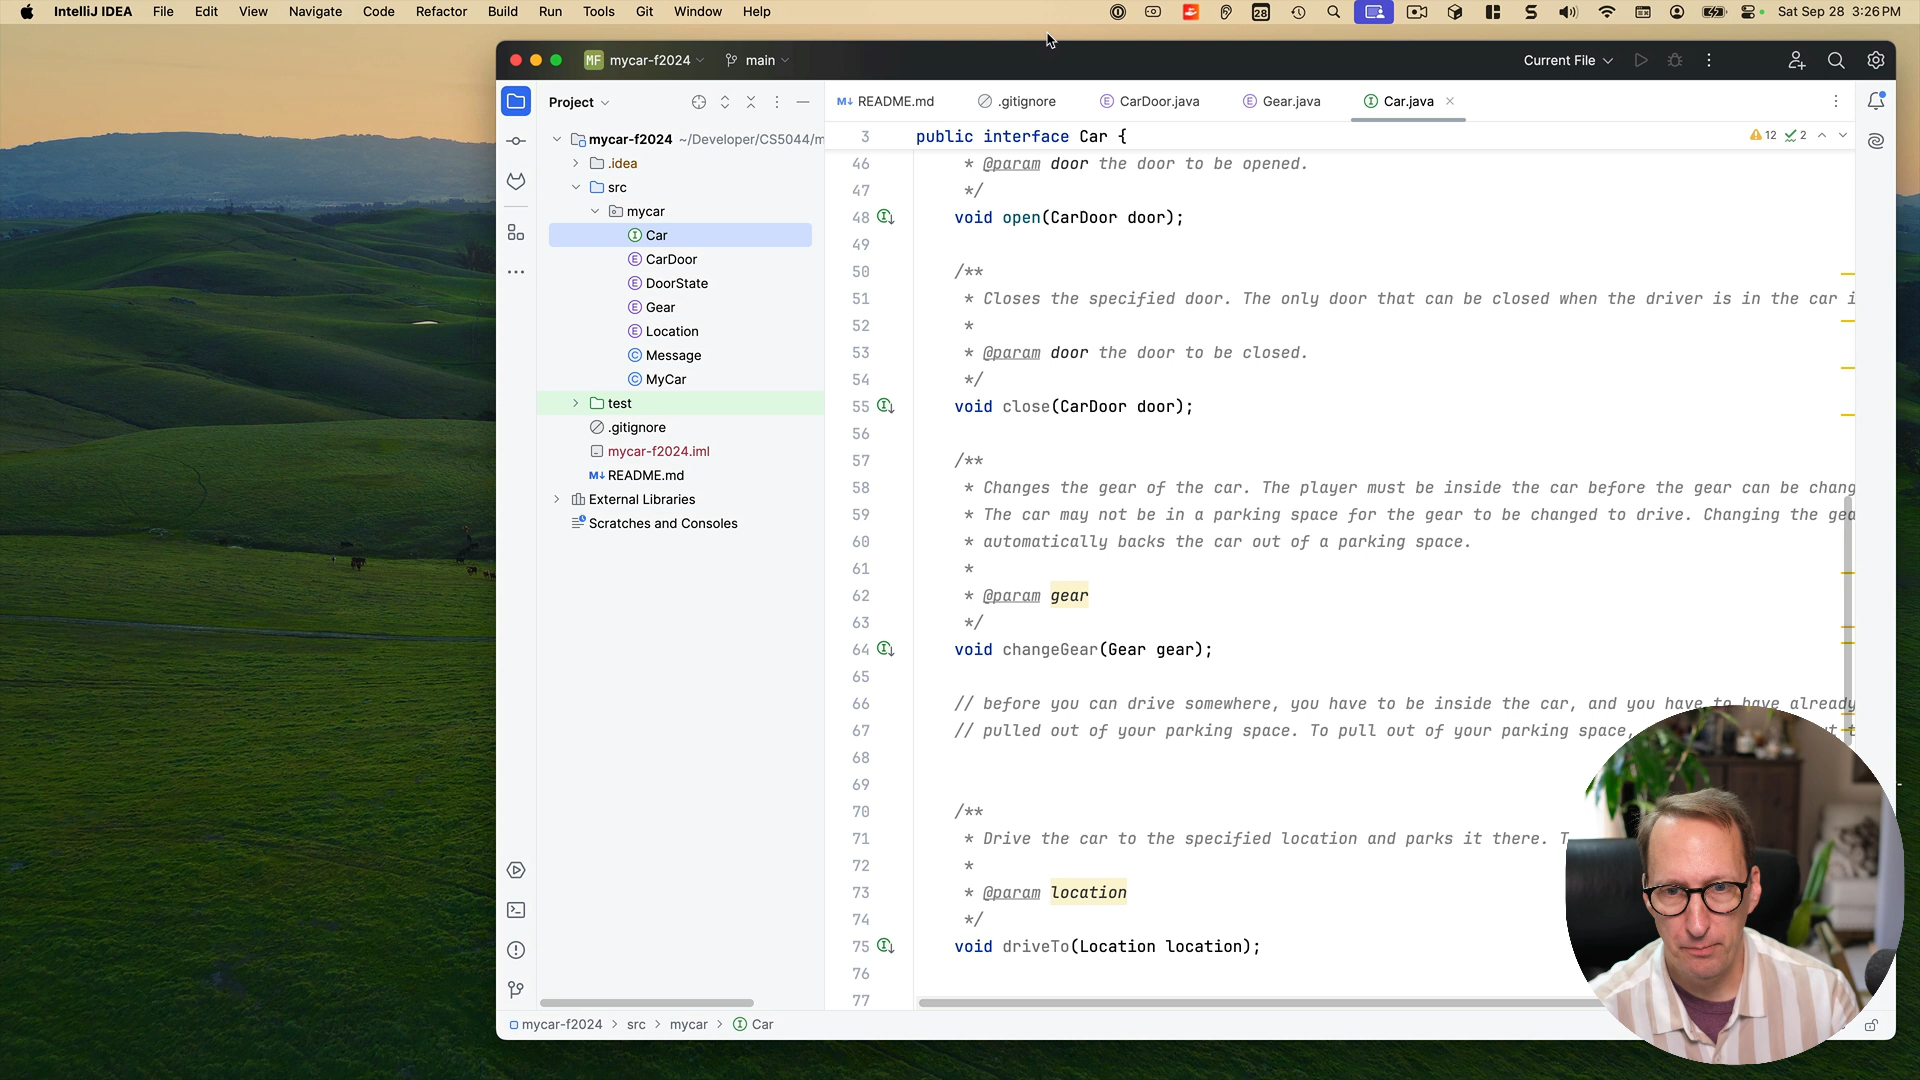 IntelliJ IDEA File Edit View Navigate Code Refactor Build Run Tools Git Window Help
28
Sat Sep 28 3:26 PM
MF mycar-f2024 main
Current File
Project
README.md .gitignore CarDoor.java Gear.java Car.java
mycar-f2024 ~/Developer/CS5044/m
.idea
src
mycar
Car
CarDoor
DoorState
Gear
Location
Message
MyCar
test
.gitignore
mycar-f2024.iml
README.md
External Libraries
Scratches and Consoles
3 public interface Car {
12 2
46 * @param door the door to be opened.
47 */
48 void open(CarDoor door);
49
50 /**
51 * Closes the specified door. The only door that can be closed when the driver is in the car i
52 *
53 * @param door the door to be closed.
54 */
55 void close(CarDoor door);
56
57 /**
58 * Changes the gear of the car. The player must be inside the car before the gear can be chang
59 * The car may not be in a parking space for the gear to be changed to drive. Changing the gea
60 * automatically backs the car out of a parking space.
61 *
62 * @param gear
63 */
64 void changeGear(Gear gear);
65
66 // before you can drive somewhere, you have to be inside the car, and you have to have already
67 // pulled out of your parking space. To pull out of your parking space,
68
69
70 /**
71 * Drive the car to the specified location and parks it there. T
72 *
73 * @param location
74 */
75 void driveTo(Location location);
76
77
mycar-f2024 > src > mycar > Car